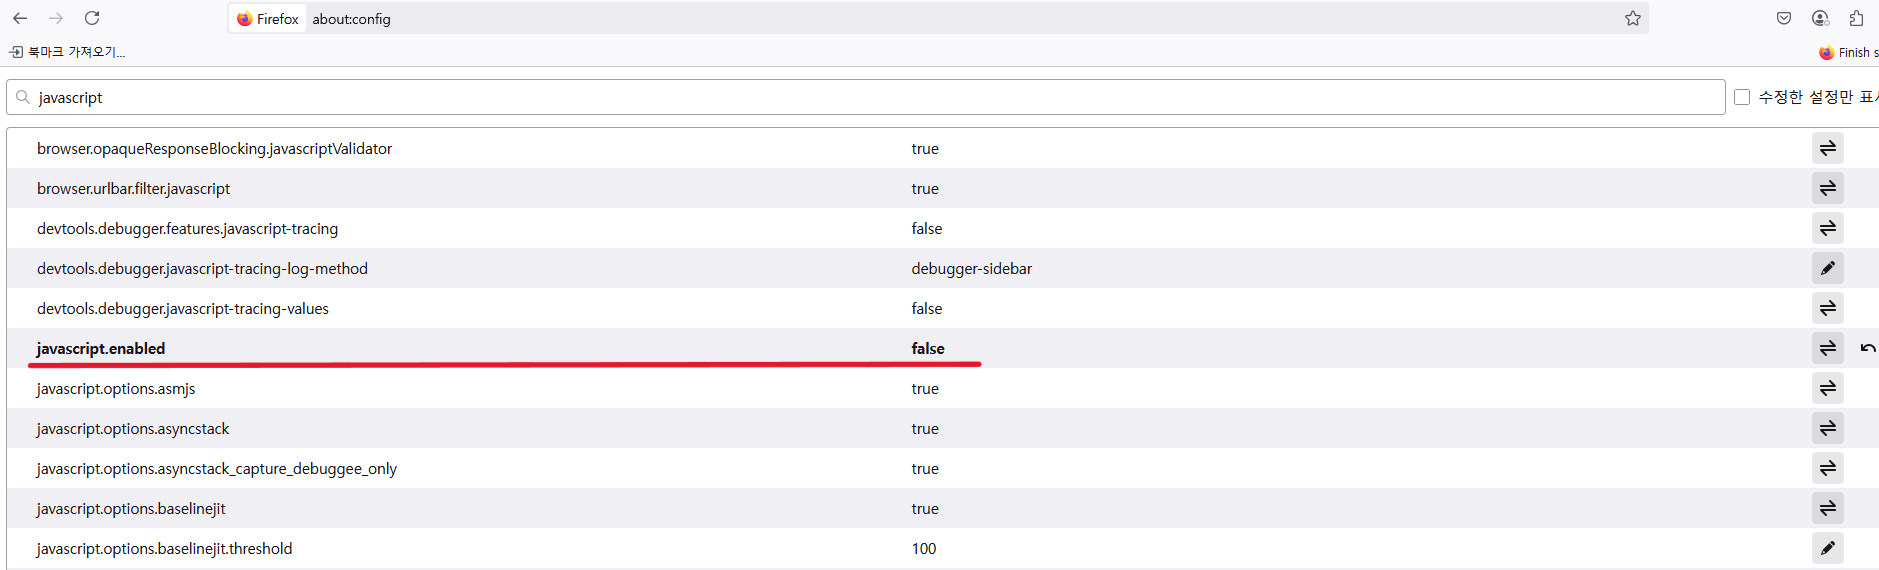 Firefox about:config
북마크 가져오기...
Finish s
javascript
수정한 설정만 표시
browser.opaqueResponseBlocking.javascriptValidator true
browser.urlbar.filter.javascript true
devtools.debugger.features.javascript-tracing false
devtools.debugger.javascript-tracing-log-method debugger-sidebar
devtools.debugger.javascript-tracing-values false
javascript.enabled false
javascript.options.asmjs true
javascript.options.asyncstack true
javascript.options.asyncstack_capture_debuggee_only true
javascript.options.baselinejit true
javascript.options.baselinejit.threshold 100